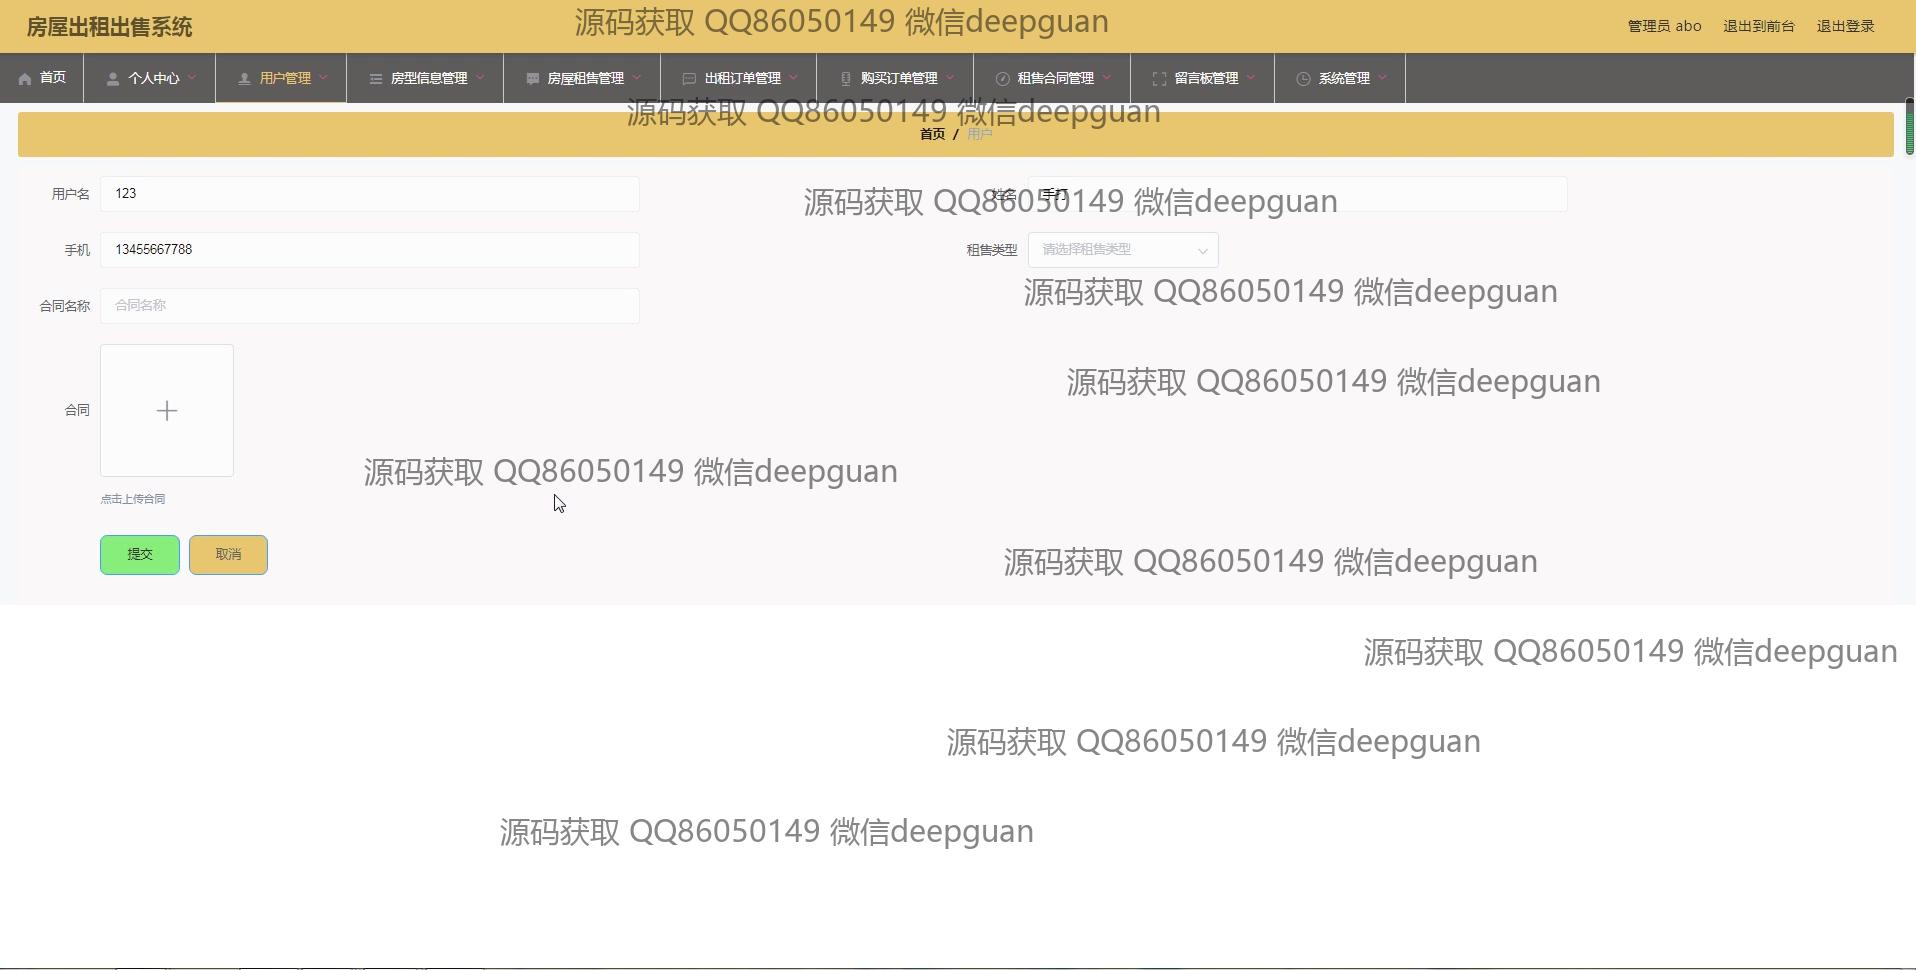 房屋出租出售系统
源码获取 QQ86050149 微信deepguan
管理员 abo 退出到前台 退出登录
首页 个人中心 用户管理 房型信息管理 房屋租售管理 出租订单管理 购买订单管理 租售合同管理 留言板管理 系统管理
源码获取 QQ86050149 微信deepguan
首页 / 用户
用户名 123
姓名 手打
源码获取 QQ86050149 微信deepguan
手机 13455667788
租售类型 请选择租售类型
源码获取 QQ86050149 微信deepguan
合同名称 合同名称
源码获取 QQ86050149 微信deepguan
合同
源码获取 QQ86050149 微信deepguan
点击上传合同
提交 取消
源码获取 QQ86050149 微信deepguan
源码获取 QQ86050149 微信deepguan
源码获取 QQ86050149 微信deepguan
源码获取 QQ86050149 微信deepguan